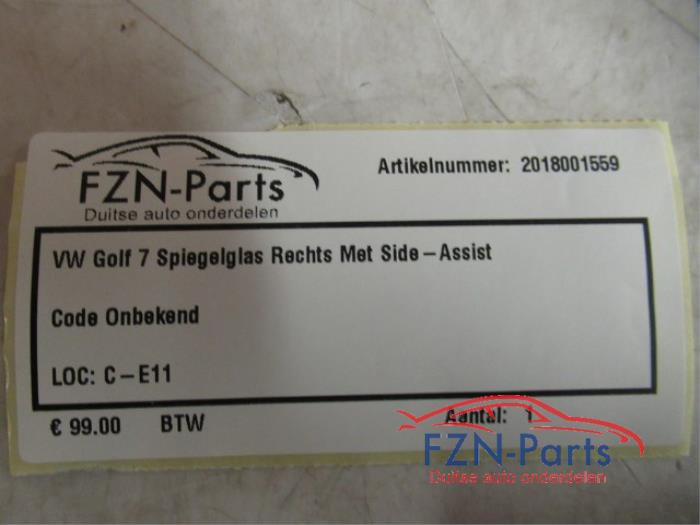 FZN-Parts
Duitse auto onderdelen
Artikelnummer: 2018001559
VW Golf 7 Spiegelglas Rechts Met Side-Assist
Code Onbekend
LOC: C-E11
€ 99.00 BTW
Aantal: 1
FZN-Parts
Duitse auto onderdelen